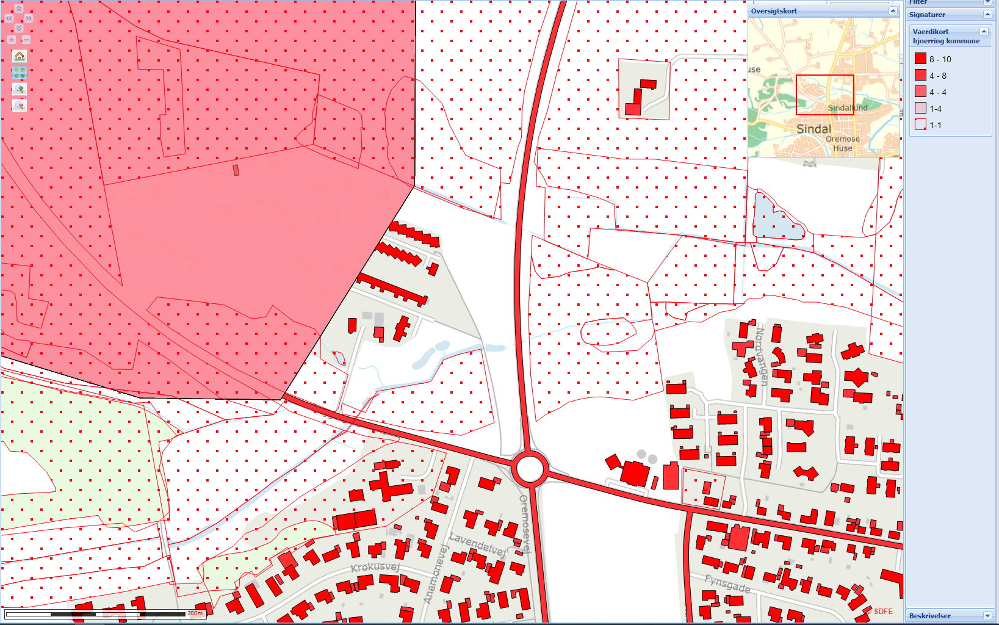 Oversigtskort
use
Sindallund
Sindal
Oremose
Huse
Filter
Signaturer
Vaerdikort
hjoerring kommune
8 - 10
4 - 8
4 - 4
1-4
1-1
Nordvangen
Oremosevej
Lavendelvej
Krokusvej
Anemonevej
Fynsgade
200m
© SDFE
Beskrivelser